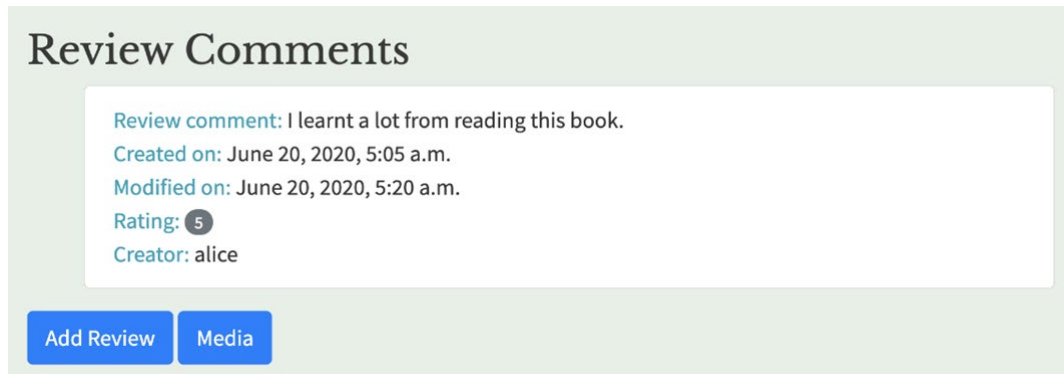 Review Comments
Review comment: I learnt a lot from reading this book.
Created on: June 20, 2020, 5:05 a.m.
Modified on: June 20, 2020, 5:20 a.m.
Rating: 5
Creator: alice
Add Review Media